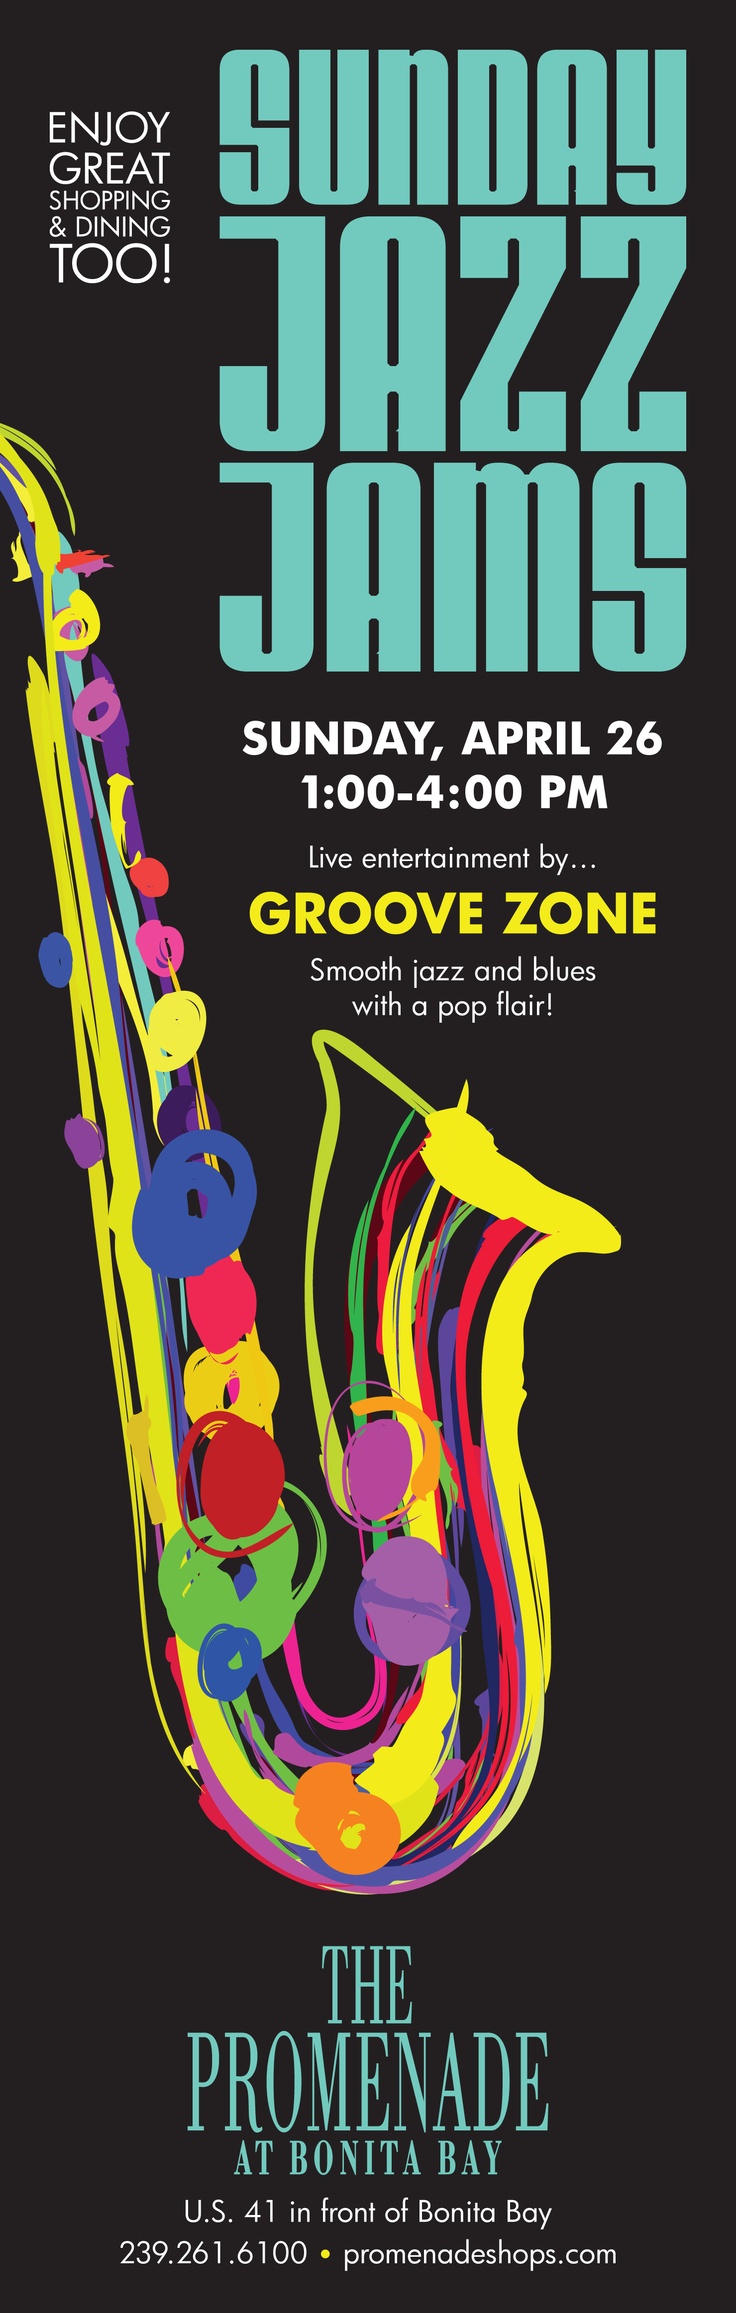 ENJOY
GREAT
SHOPPING
& DINING
TOO!
SUNDAY
JAZZ
JAMS
SUNDAY, APRIL 26
1:00-4:00 PM
Live entertainment by...
GROOVE ZONE
Smooth jazz and blues
with a pop flair!
THE
PROMENADE
AT BONITA BAY
U.S. 41 in front of Bonita Bay
239.261.6100 • promenadeshops.com